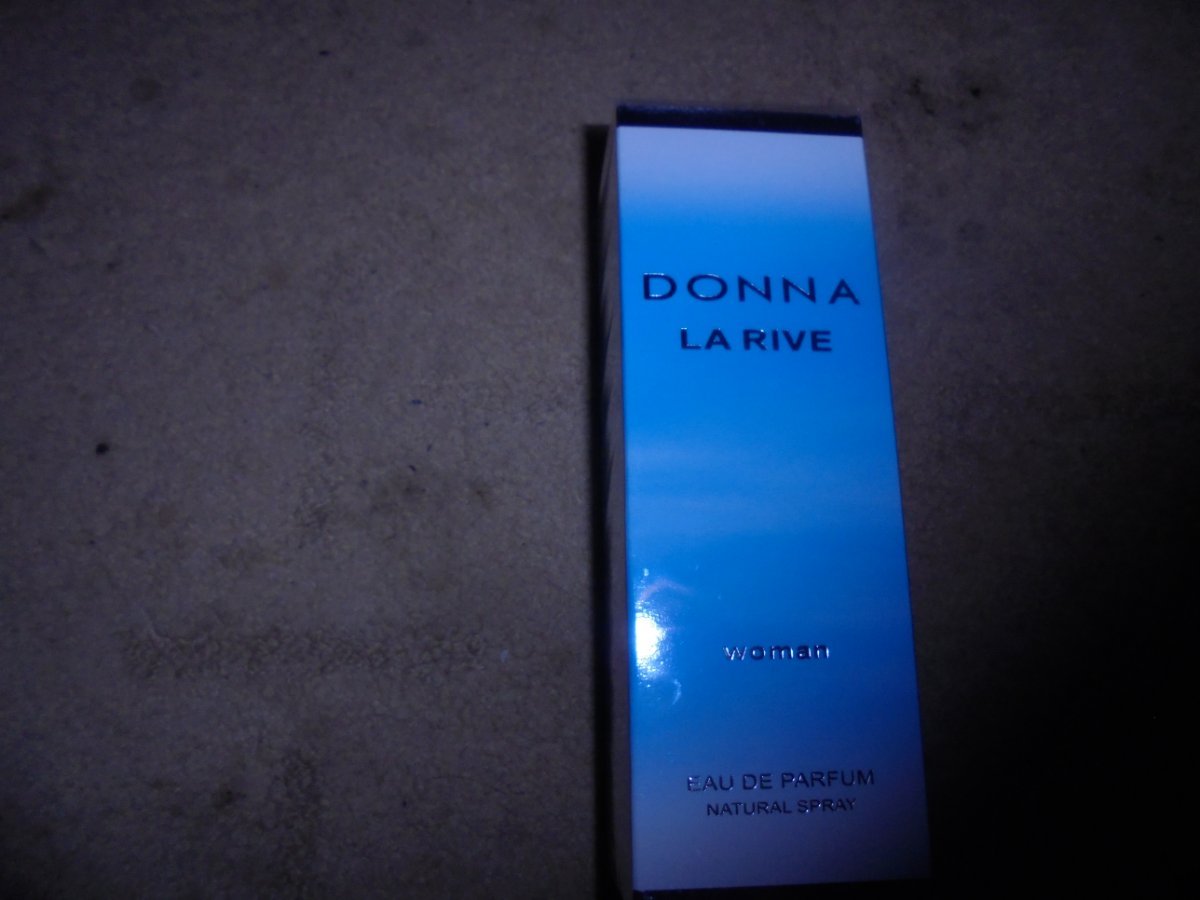 DONNA
LA RIVE
woman
EAU DE PARFUM
NATURAL SPRAY